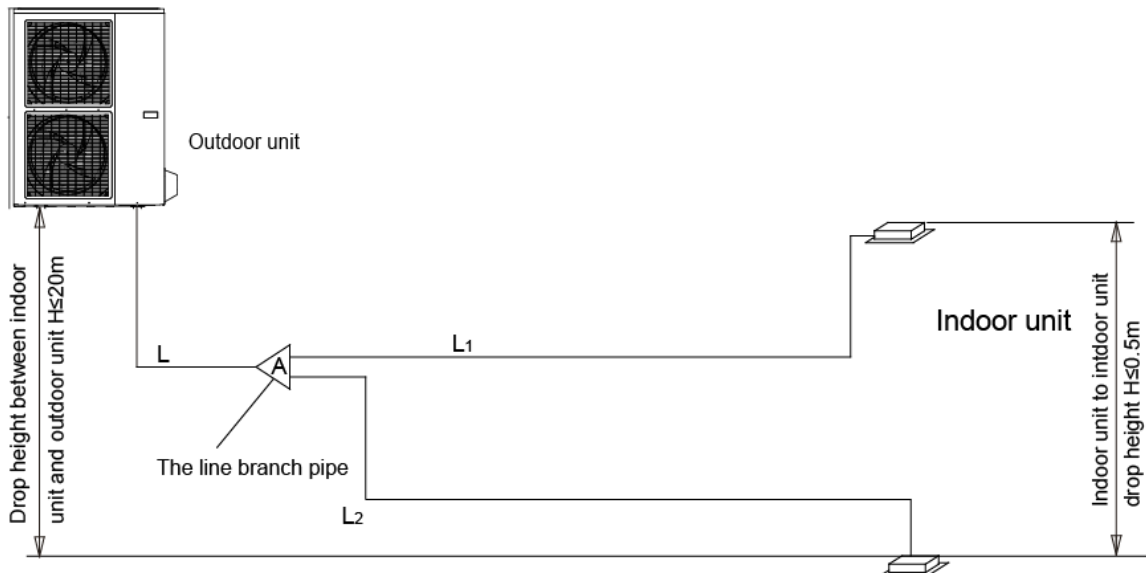 Outdoor unit
Drop height between indoor
unit and outdoor unit H≤20m
L
A
L1
The line branch pipe
L2
Indoor unit
Indoor unit to intdoor unit
drop height H≤0.5m